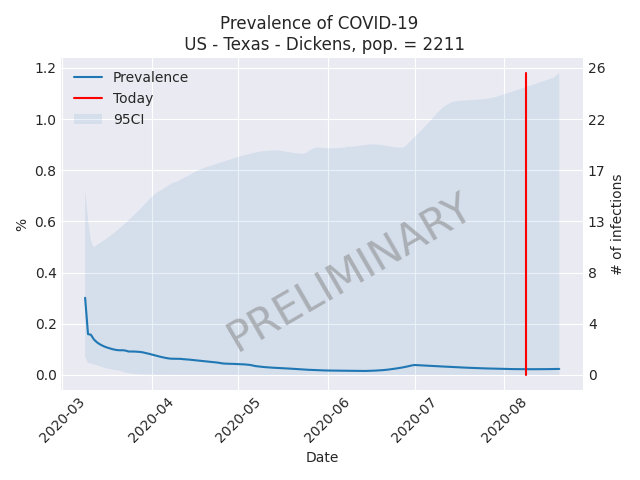 Prevalence of COVID-19
US - Texas - Dickens, pop. = 2211
Prevalence
Today
95CI
1.2
1.0
0.8
0.6
0.4
0.2
0.0
%
26
22
17
13
8
4
0
# of infections
PRELIMINARY
2020-03
2020-04
2020-05
2020-06
2020-07
2020-08
Date